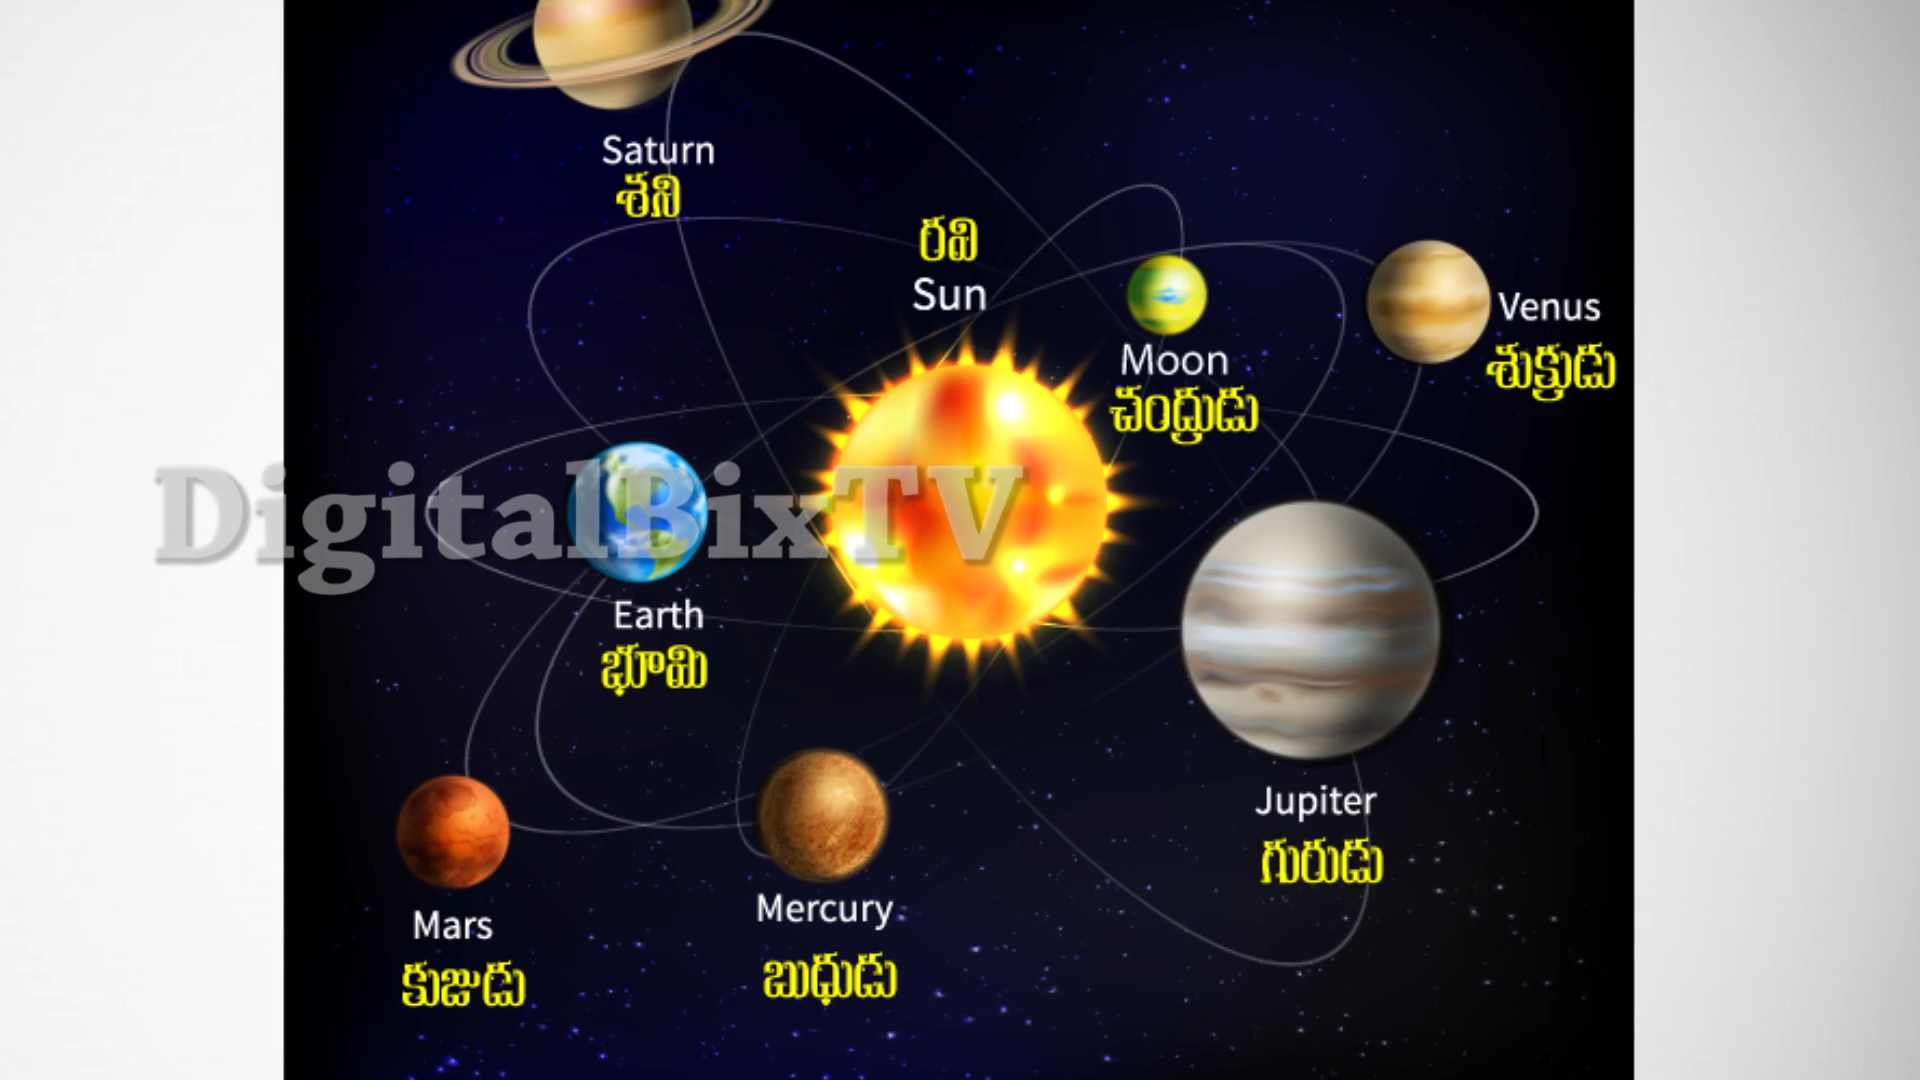 Saturn
శని
రవి
Sun
Venus
Moon
శుక్రుడు
చంద్రుడు
DigitalBixTV
Earth
భూమి
Jupiter
గురుడు
Mars
Mercury
కుజుడు
బుధుడు